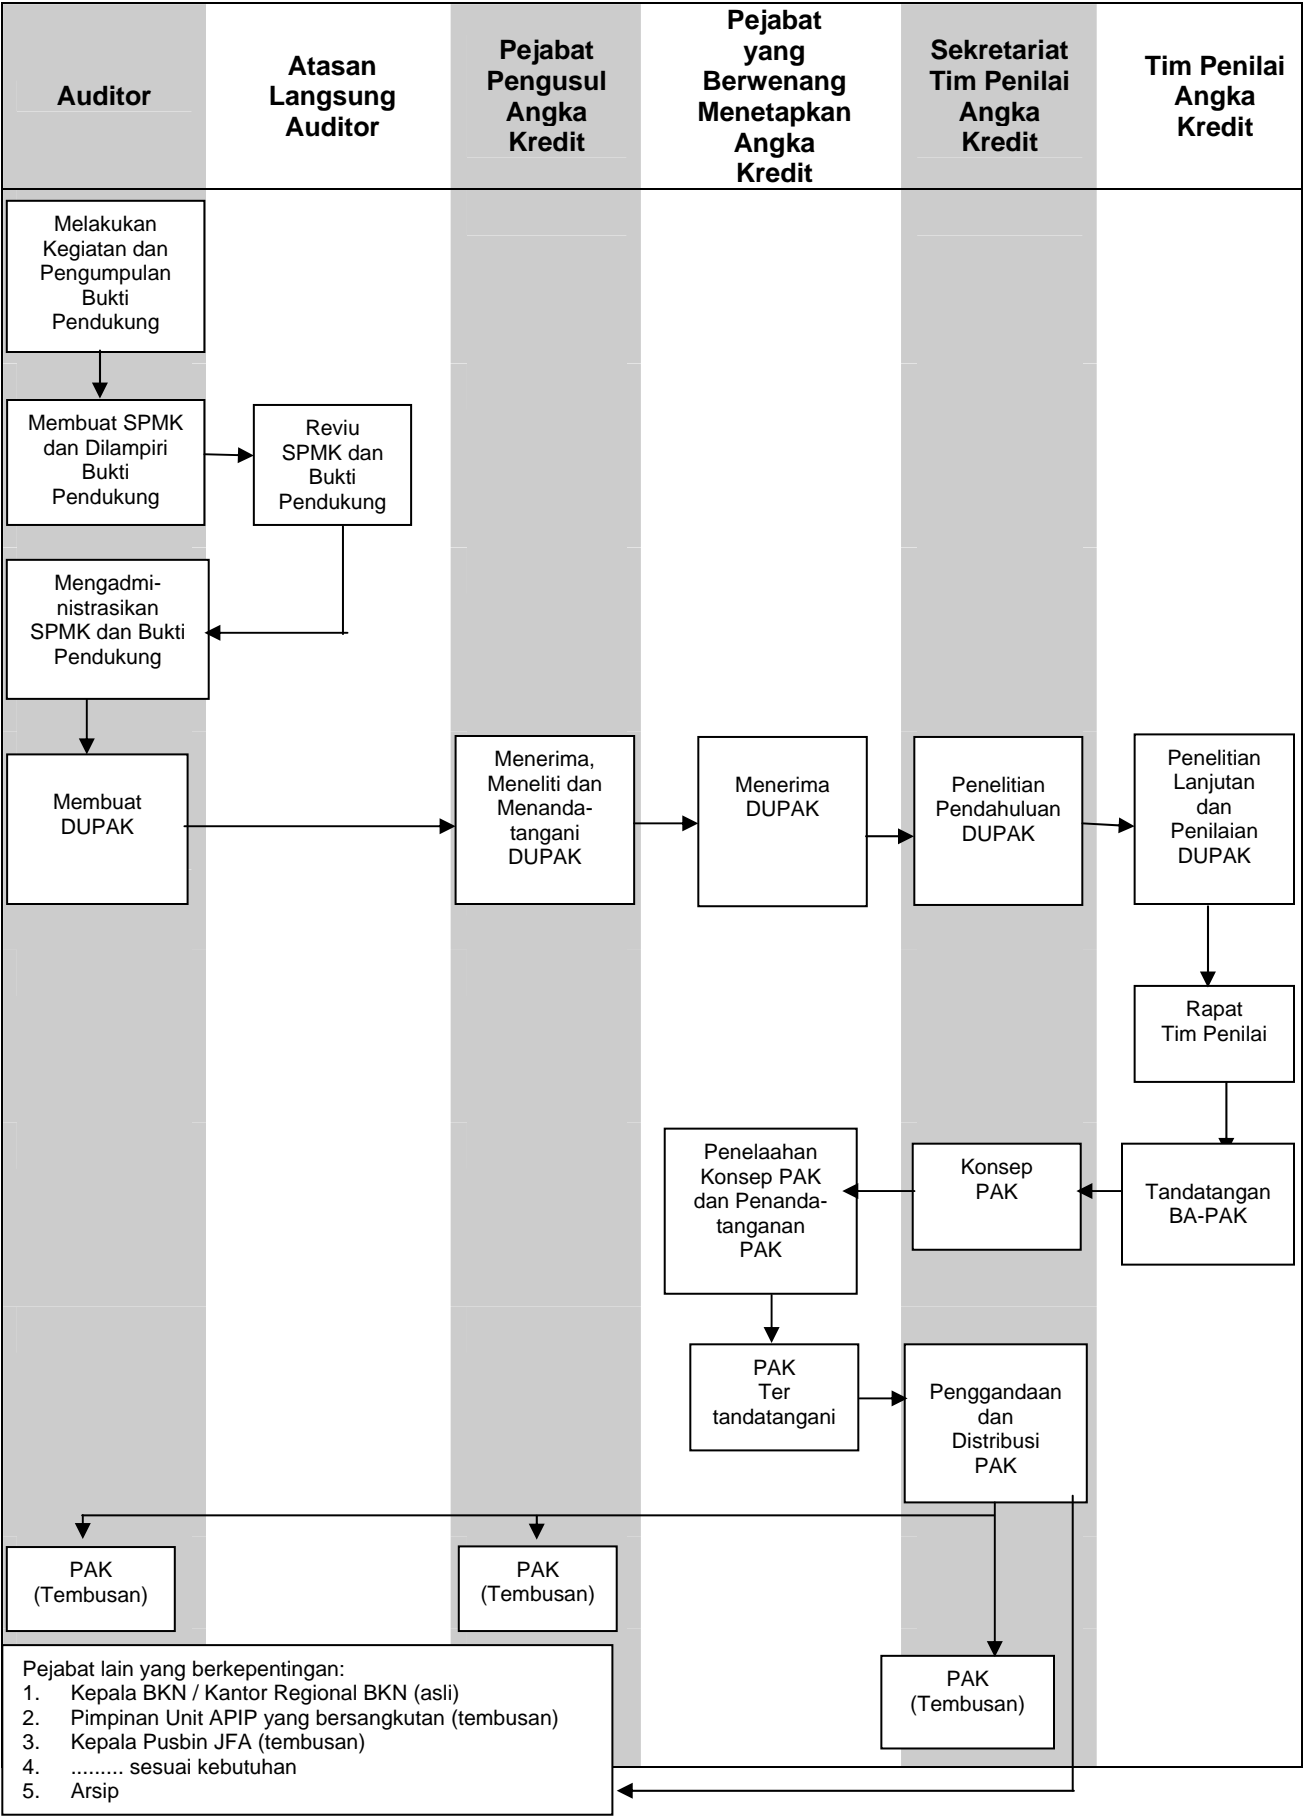 Auditor
Atasan
Langsung
Auditor
Pejabat
Pengusul
Angka
Kredit
Pejabat
yang
Berwenang
Menetapkan
Angka
Kredit
Sekretariat
Tim Penilai
Angka
Kredit
Tim Penilai
Angka
Kredit
Melakukan
Kegiatan dan
Pengumpulan
Bukti
Pendukung
Membuat SPMK
dan Dilampiri
Bukti
Pendukung
Reviu
SPMK dan
Bukti
Pendukung
Mengadmi-
nistrasikan
SPMK dan Bukti
Pendukung
Membuat
DUPAK
Menerima,
Meneliti dan
Menanda-
tangani
DUPAK
Menerima
DUPAK
Penelitian
Pendahuluan
DUPAK
Penelitian
Lanjutan
dan
Penilaian
DUPAK
Rapat
Tim Penilai
Tandatangan
BA-PAK
Konsep
PAK
Penelaahan
Konsep PAK
dan Penanda-
tanganan
PAK
PAK
Ter
tandatangani
Penggandaan
dan
Distribusi
PAK
PAK
(Tembusan)
PAK
(Tembusan)
PAK
(Tembusan)
Pejabat lain yang berkepentingan:
1. Kepala BKN / Kantor Regional BKN (asli)
2. Pimpinan Unit APIP yang bersangkutan (tembusan)
3. Kepala Pusbin JFA (tembusan)
4. ......... sesuai kebutuhan
5. Arsip